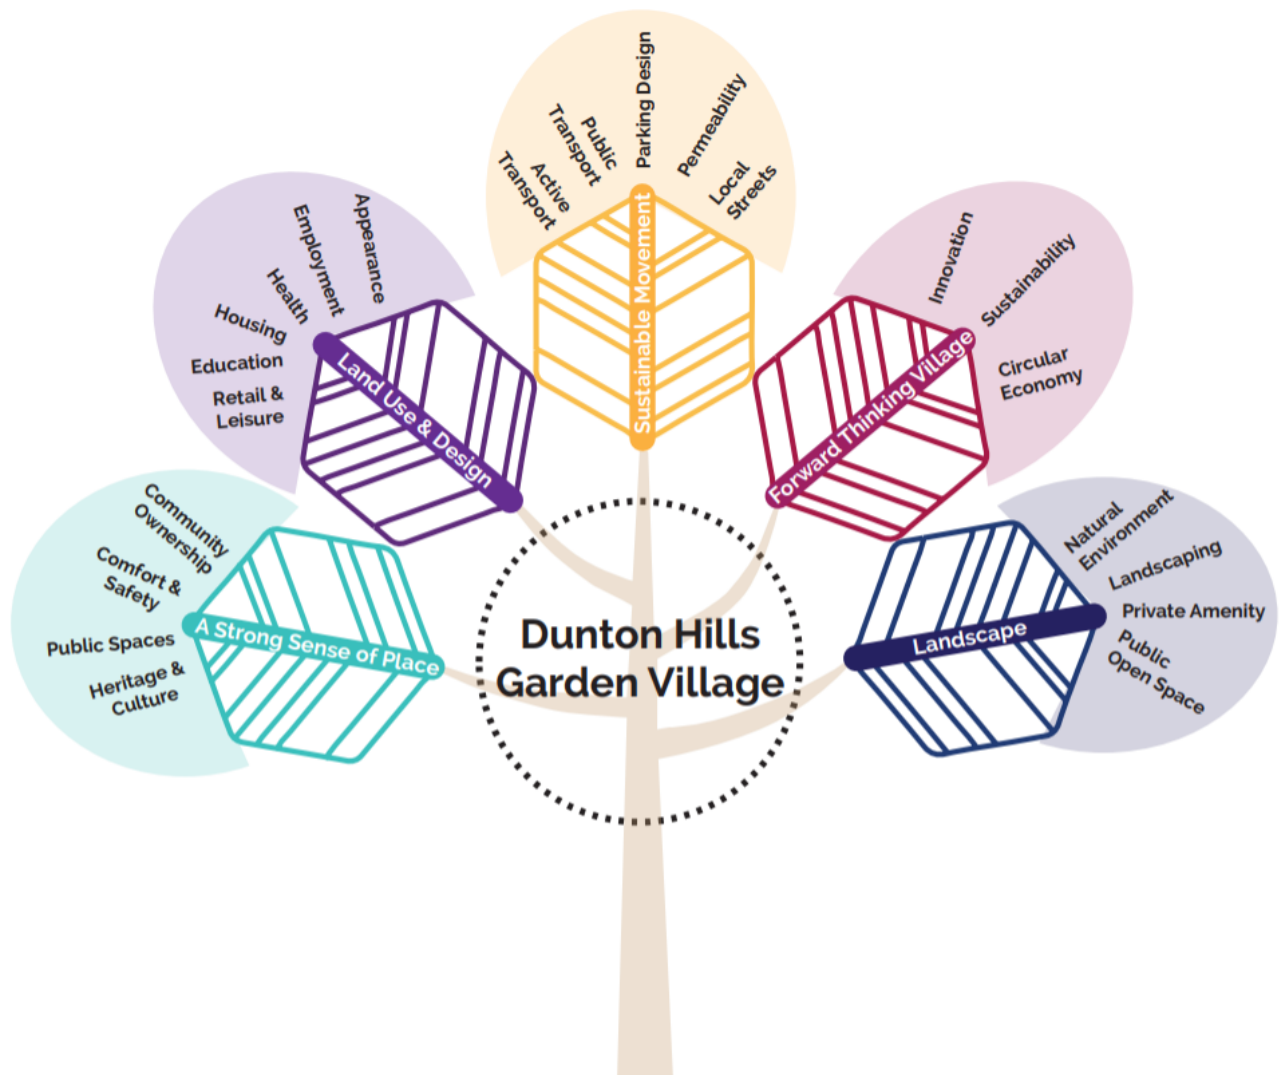 Community
Ownership
Comfort &
Safety
Public Spaces
Heritage &
Culture
A Strong Sense of Place
Retail &
Leisure
Education
Housing
Health
Employment
Appearance
Land Use & Design
Active
Transport
Public
Transport
Parking Design
Permeability
Local
Streets
Sustainable Movement
Innovation
Sustainability
Circular
Economy
Forward Thinking Village
Natural
Environment
Landscaping
Private Amenity
Public
Open Space
Landscape
Dunton Hills
Garden Village